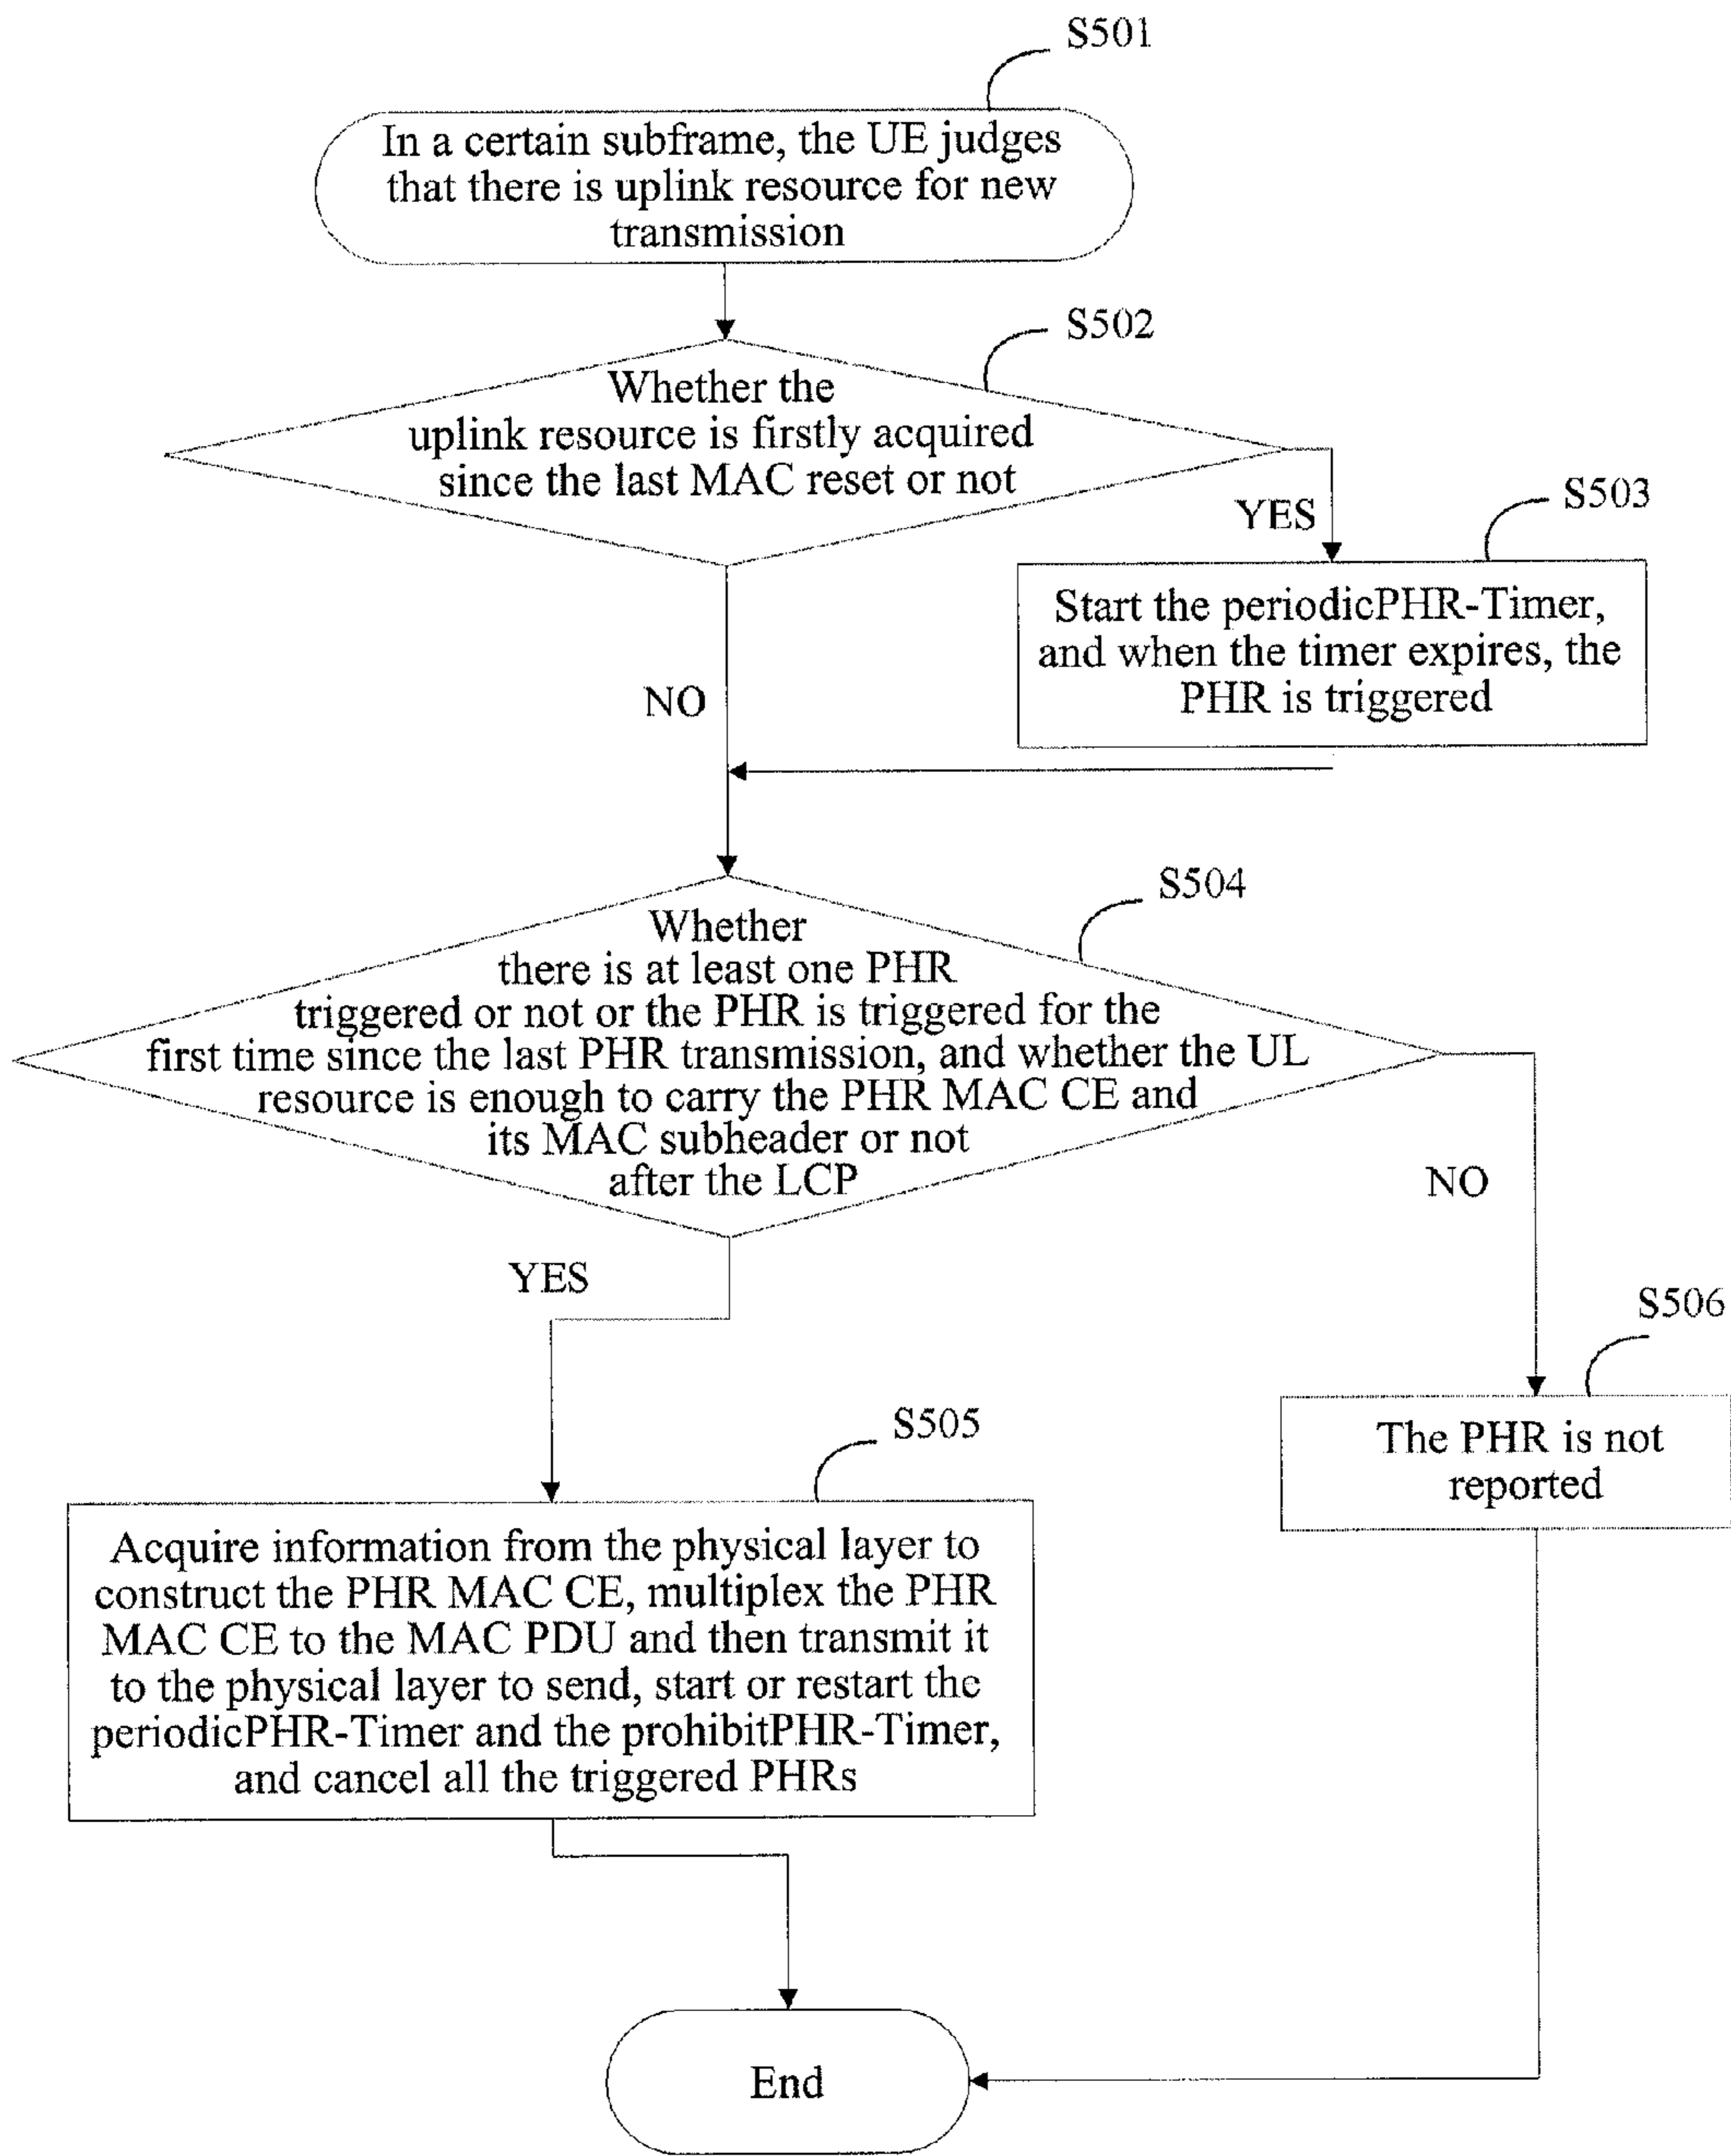 S501
In a certain subframe, the UE judges
that there is uplink resource for new
transmission
S502
Whether the
uplink resource is firstly acquired
since the last MAC reset or not
YES
S503
Start the periodicPHR-Timer,
and when the timer expires, the
PHR is triggered
NO
S504
Whether
there is at least one PHR
triggered or not or the PHR is triggered for the
first time since the last PHR transmission, and whether the UL
resource is enough to carry the PHR MAC CE and
its MAC subheader or not
after the LCP
NO
YES
S506
The PHR is not
reported
S505
Acquire information from the physical layer to
construct the PHR MAC CE, multiplex the PHR
MAC CE to the MAC PDU and then transmit it
to the physical layer to send, start or restart the
periodicPHR-Timer and the prohibitPHR-Timer,
and cancel all the triggered PHRs
End